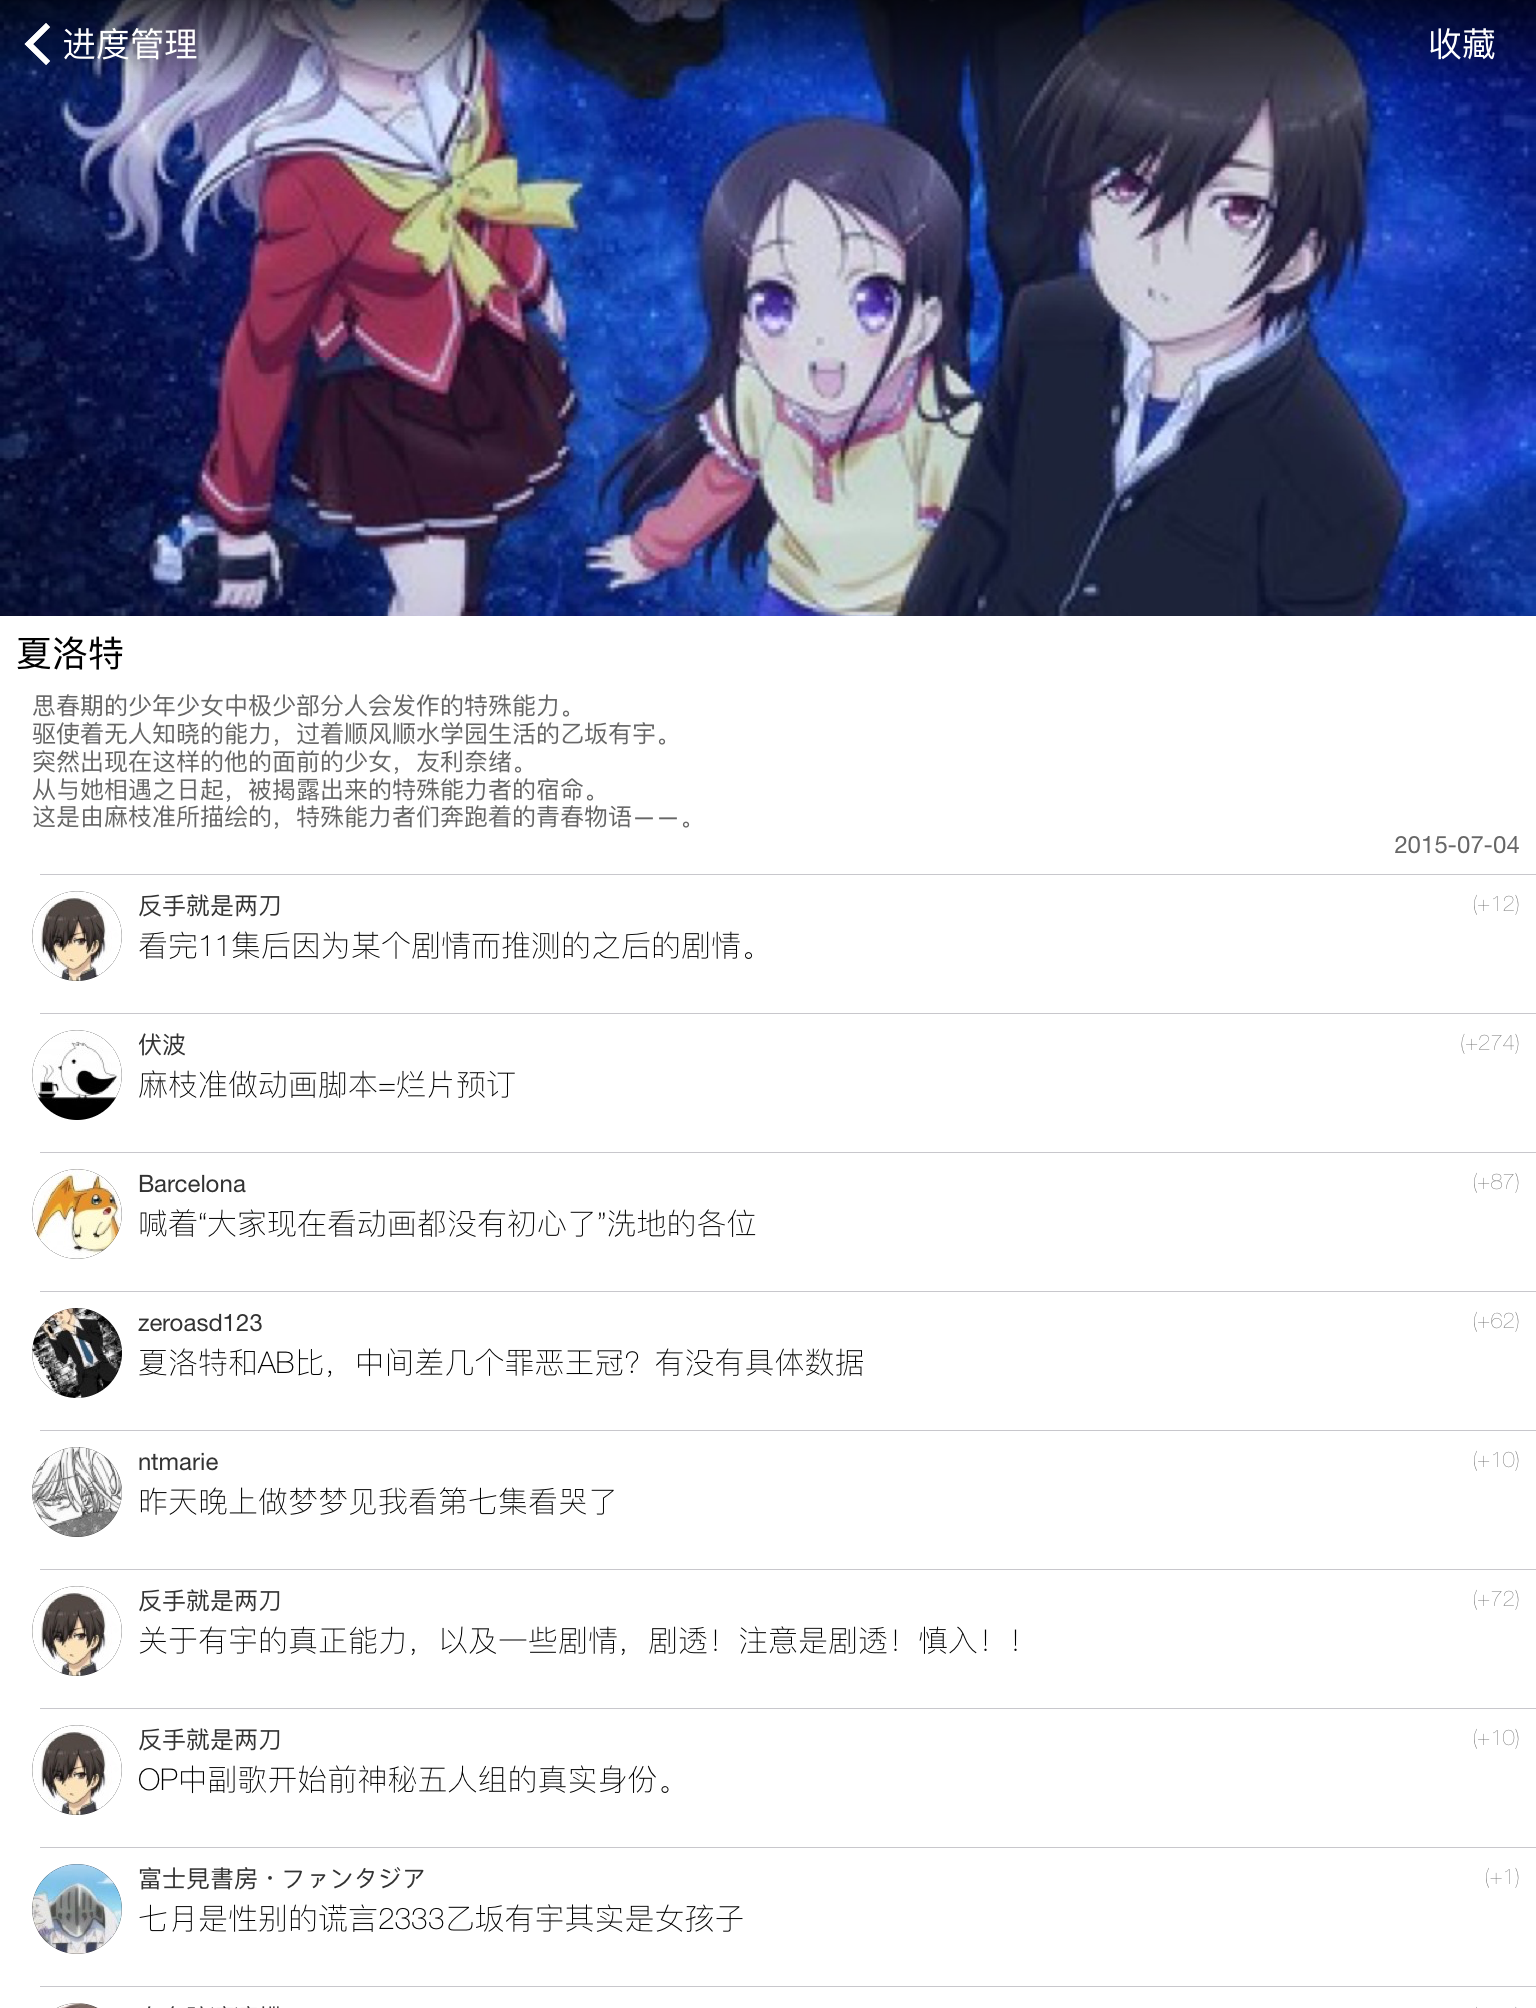 进度管理
收藏
夏洛特
思春期的少年少女中极少部分人会发作的特殊能力。
驱使着无人知晓的能力，过着顺风顺水学园生活的乙坂有宇。
突然出现在这样的他的面前的少女，友利奈绪。
从与她相遇之日起，被揭露出来的特殊能力者的宿命。
这是由麻枝准所描绘的，特殊能力者们奔跑着的青春物语——。
2015-07-04
反手就是两刀
(+12)
看完11集后因为某个剧情而推测的之后的剧情。
伏波
(+274)
麻枝准做动画脚本=烂片预订
Barcelona
(+87)
喊着“大家现在看动画都没有初心了”洗地的各位
zeroasd123
(+62)
夏洛特和AB比，中间差几个罪恶王冠？有没有具体数据
ntmarie
(+10)
昨天晚上做梦梦见我看第七集看哭了
反手就是两刀
(+72)
关于有宇的真正能力，以及一些剧情，剧透！注意是剧透！慎入！！
反手就是两刀
(+10)
OP中副歌开始前神秘五人组的真实身份。
富士見書房・ファンタジア
(+1)
七月是性别的谎言2333乙坂有宇其实是女孩子